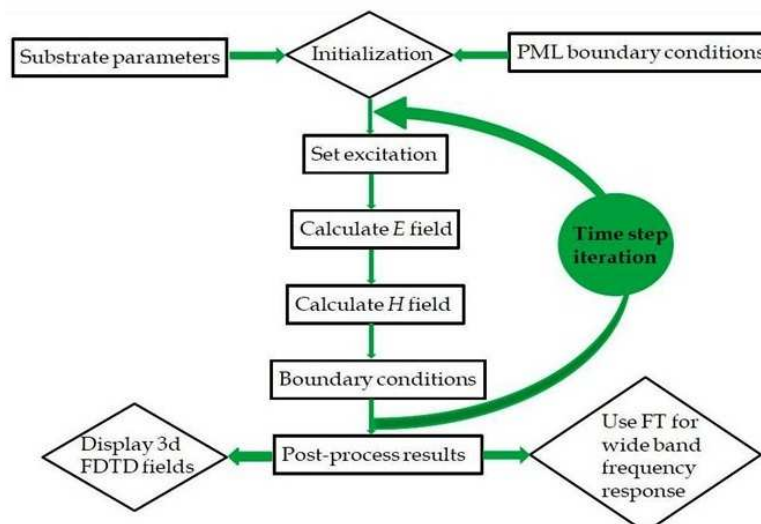 Substrate parameters
Initialization
PML boundary conditions
Set excitation
Calculate E field
Time step
iteration
Calculate H field
Boundary conditions
Display 3d
FDTD fields
Post-process results
Use FT for
wide band
frequency
response